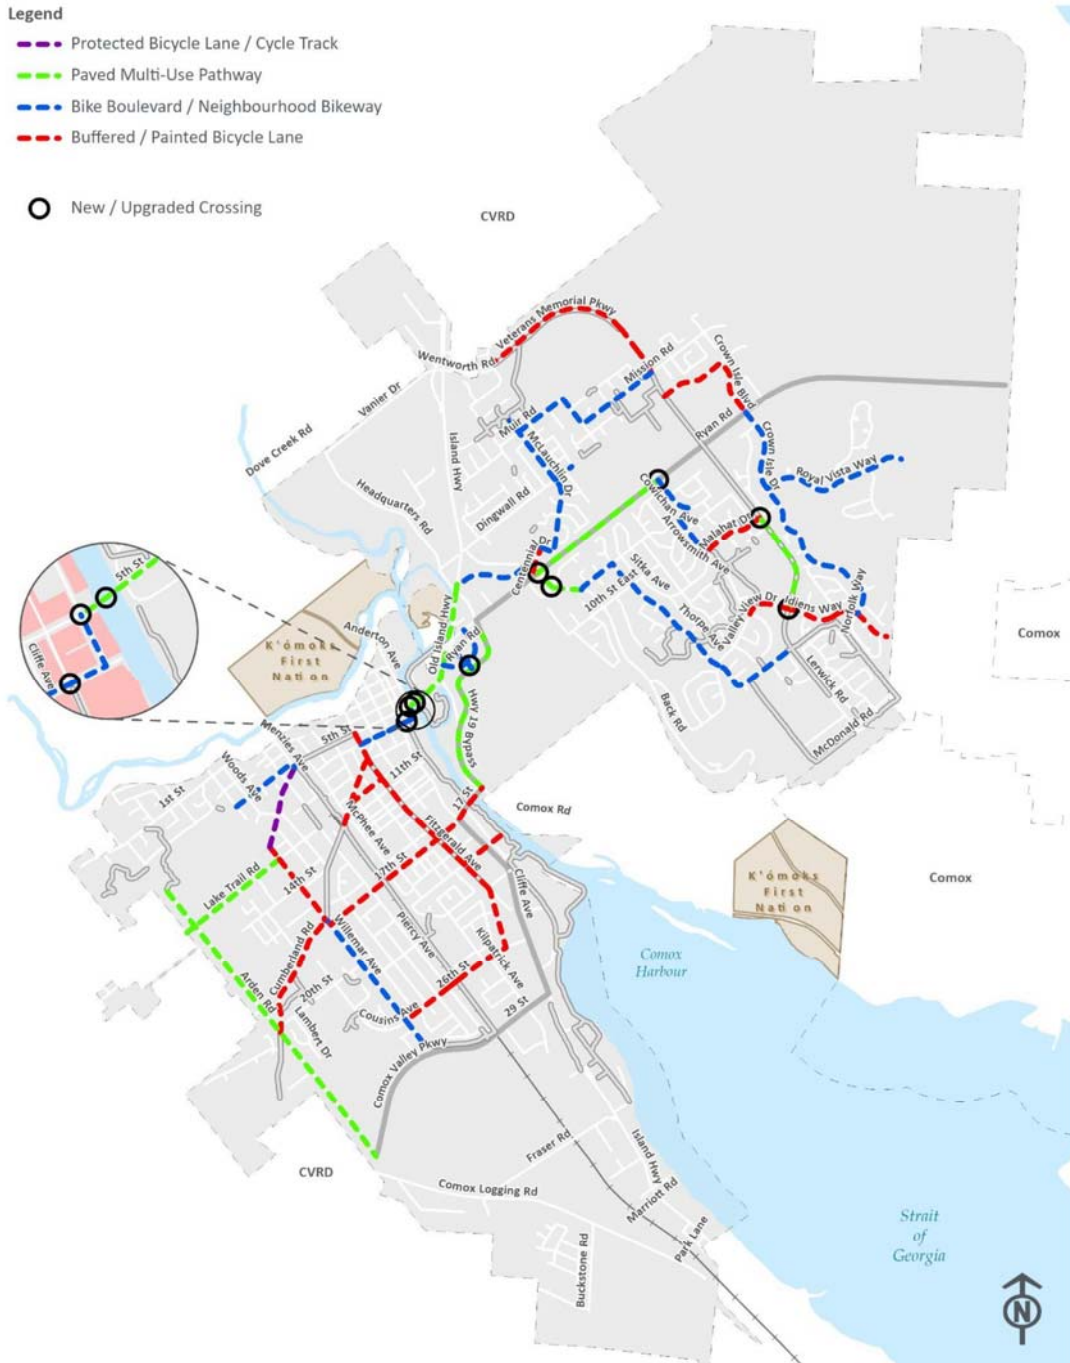 Legend
Protected Bicycle Lane / Cycle Track
Paved Multi-Use Pathway
Bike Boulevard / Neighbourhood Bikeway
Buffered / Painted Bicycle Lane
New / Upgraded Crossing
CVRD
Veterans Memorial Pkwy
Wentworth Rd
Mission Rd
Crown Isle Blvd
Vanier Dr
Muir Rd
Ryan Rd
Dove Creek Rd
Island Hwy
McLauchlin Dr
Crown Isle Dr
Royal Vista Way
Headquarters Rd
Dingwall Rd
Cowichan Ave
Arrowsmith Ave
Malahat Dr
Centennial Dr
Sitka Ave
10th St East
Thorpe Ave
Valley View Dr
Idiens Way
Norfolk Way
5th St
Cliffe Ave
Old Island Hwy
Anderton Ave
K'ómoks
First
Nation
Ryan Rd
Hwy 19 Bypass
Back Rd
Lerwick Rd
McDonald Rd
Comox
Menzies Ave
5th St
Woods Ave
1st St
11th St
McPhee Ave
17 St
Comox Rd
Fitzgerald Ave
17th St
Lake Trail Rd
14th St
Cliffe Ave
K'ómoks
First
Nation
Comox
Cumberland Rd
Willemar Ave
Piercy Ave
Kilpatrick Ave
26th St
Comox
Harbour
Arden Rd
20th St
Cousins Ave
29 St
Lambert Dr
Comox Valley Pkwy
CVRD
Fraser Rd
Island Hwy
Comox Logging Rd
Marriott Rd
Park Lane
Buckstone Rd
Strait
of
Georgia
N